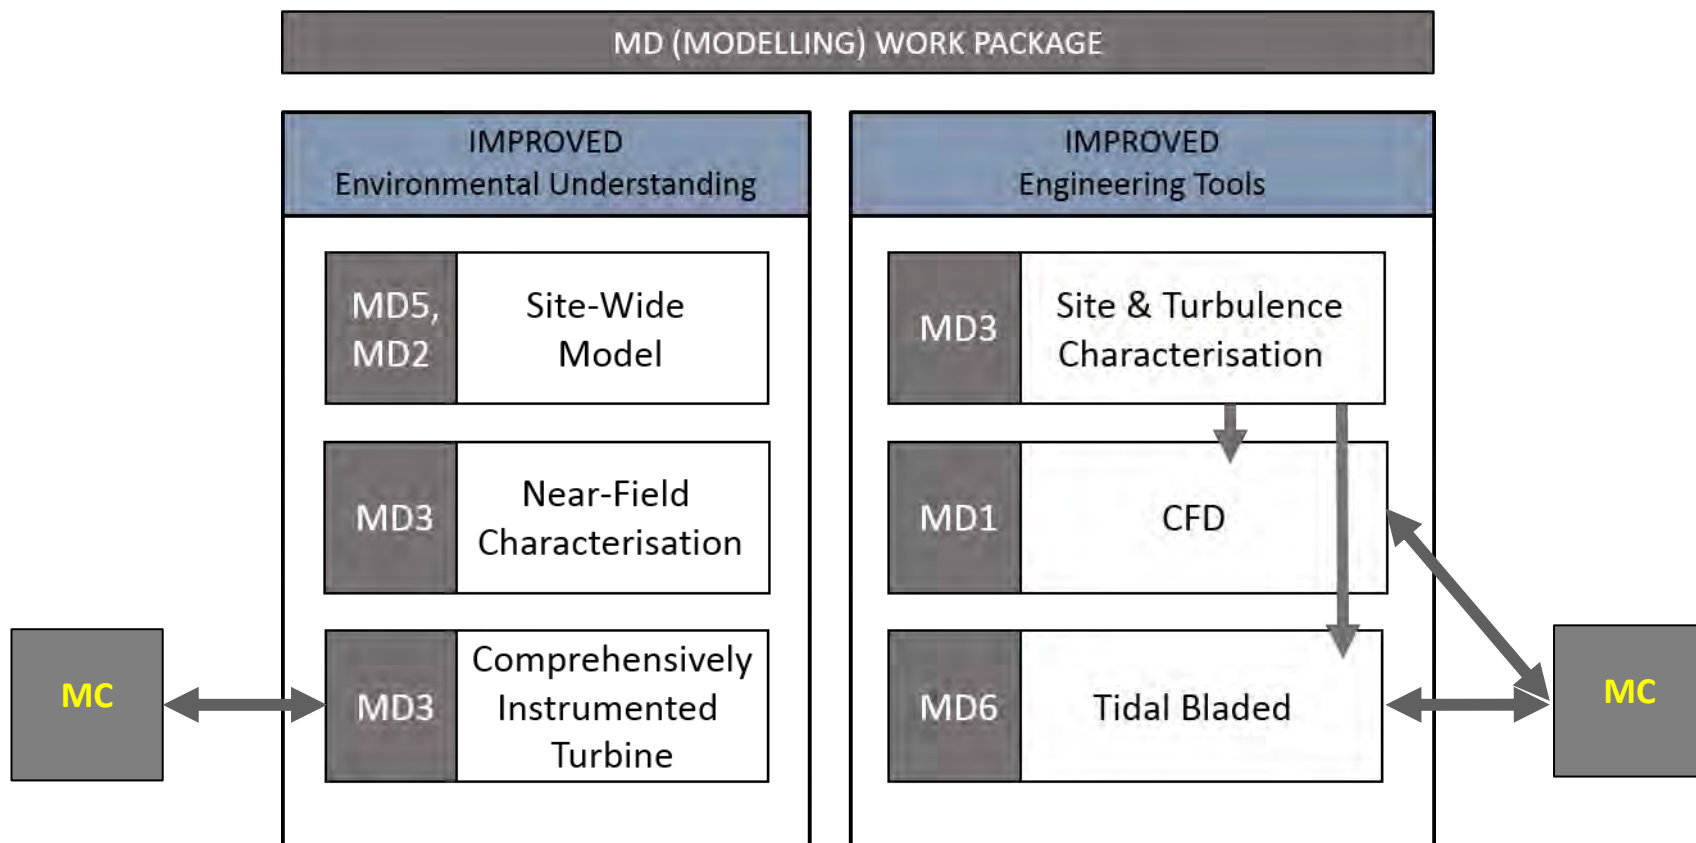 MD (MODELLING) WORK PACKAGE
IMPROVED
Environmental Understanding
MD5,
MD2
Site-Wide
Model
MD3
Near-Field
Characterisation
MD3
Comprehensively
Instrumented
Turbine
MC
IMPROVED
Engineering Tools
MD3
Site & Turbulence
Characterisation
MD1
CFD
MD6
Tidal Bladed
MC